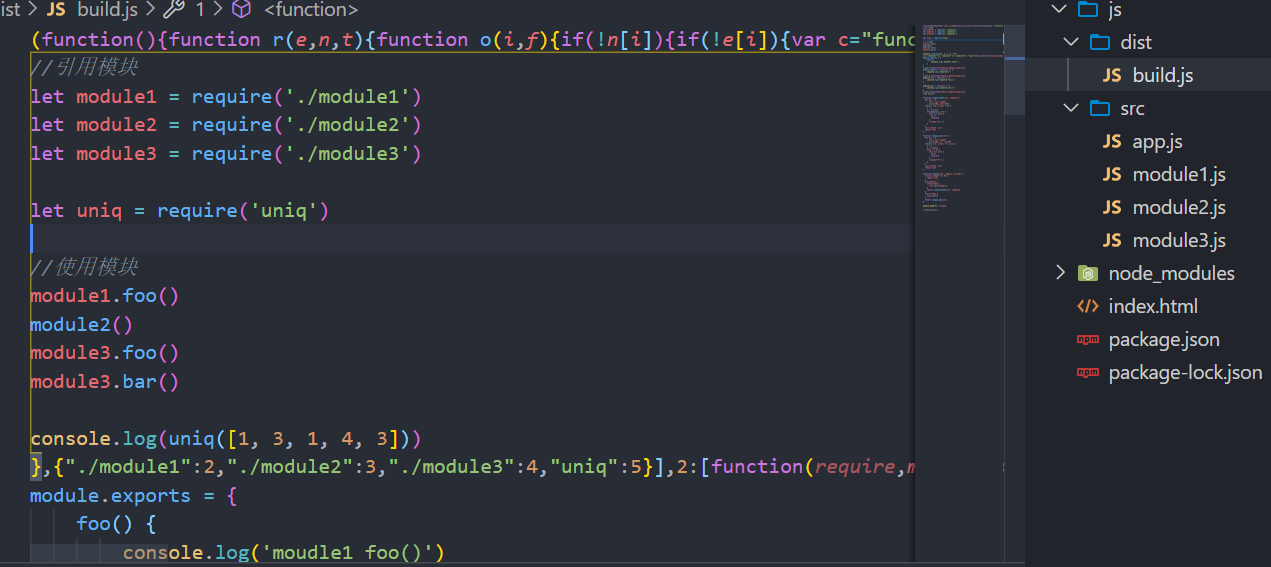 ist > JS build.js > 1 > <function>
(function(){function r(e,n,t){function o(i,f){if(!n[i]){if(!e[i]){var c="func
//引用模块
let module1 = require('./module1')
let module2 = require('./module2')
let module3 = require('./module3')
let uniq = require('uniq')
//使用模块
module1.foo()
module2()
module3.foo()
module3.bar()
console.log(uniq([1, 3, 1, 4, 3]))
},{"./module1":2,"./module2":3,"./module3":4,"uniq":5}],2:[function(require,m
module.exports = {
foo() {
console.log('moudle1 foo()')
js
dist
JS build.js
src
JS app.js
JS module1.js
JS module2.js
JS module3.js
node_modules
index.html
package.json
package-lock.json